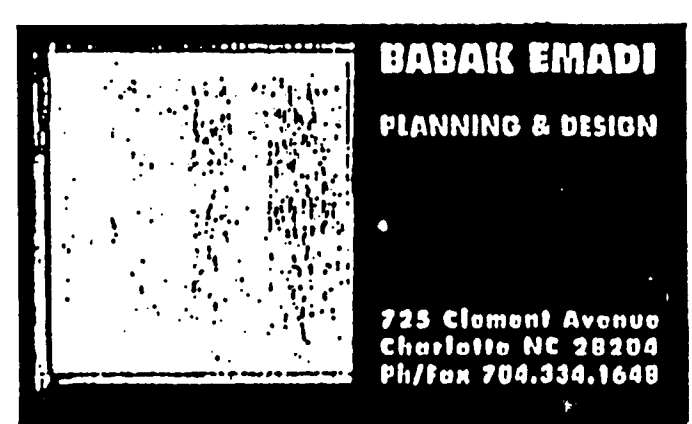 BABAK EMADI
PLANNING & DESIGN
725 Clement Avenue
Charlotte NC 28204
Ph/Fax 704.334.1648